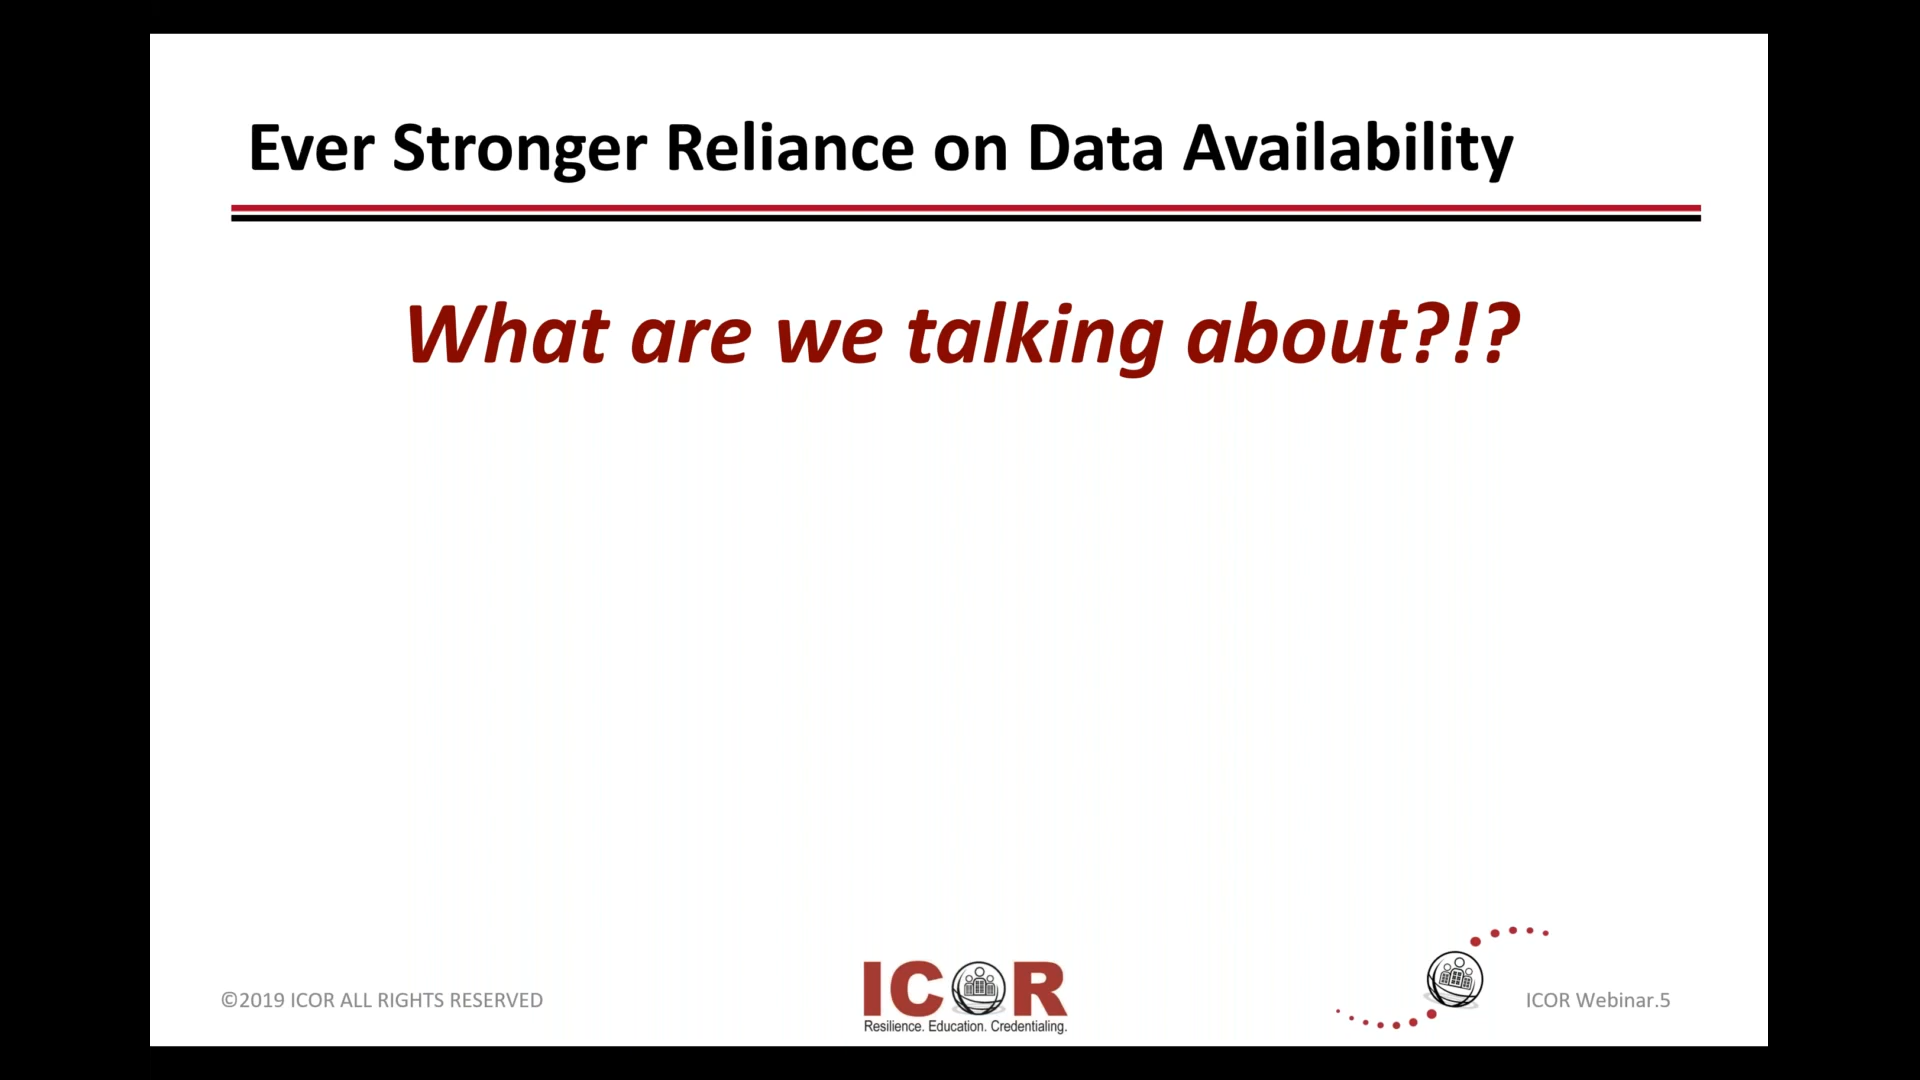 Ever Stronger Reliance on Data Availability
What are we talking about?!?
©2019 ICOR ALL RIGHTS RESERVED
ICOR
Resilience. Education. Credentialing.
ICOR Webinar.5